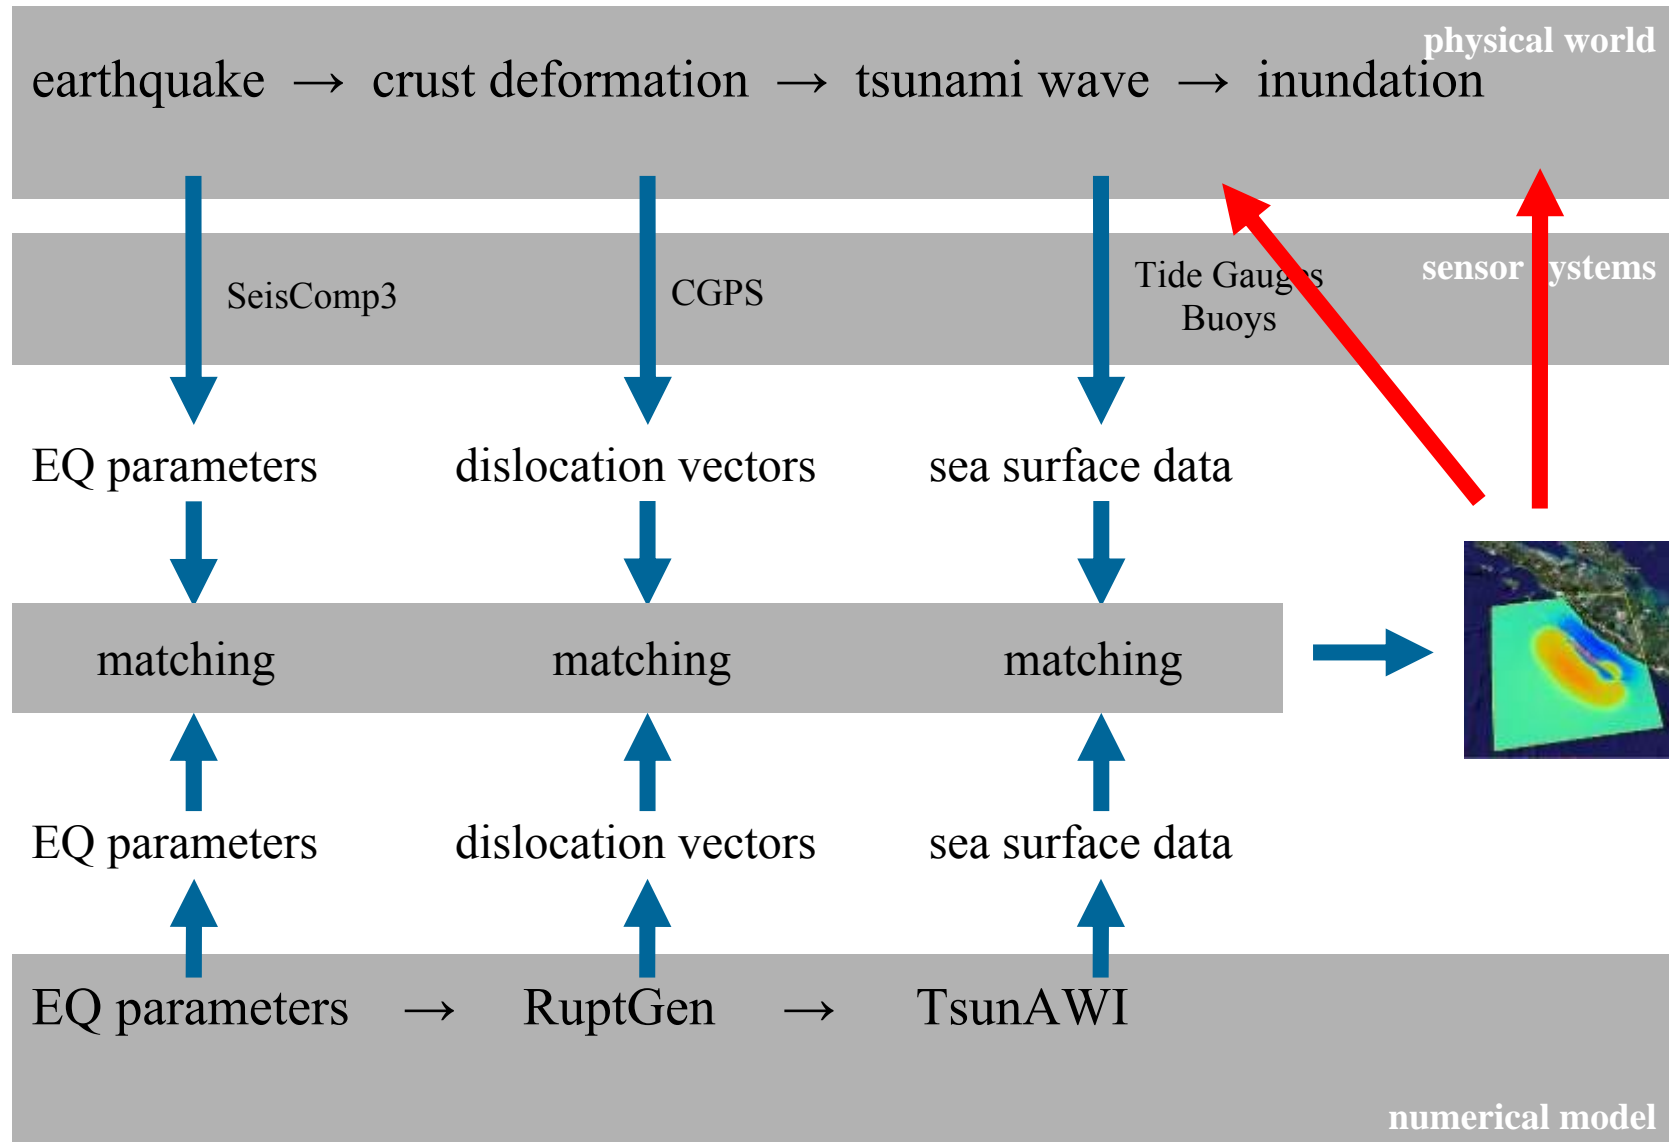 physical world
earthquake → crust deformation → tsunami wave → inundation
sensor systems
SeisComp3
CGPS
Tide Gauges
Buoys
EQ parameters
dislocation vectors
sea surface data
matching
matching
matching
EQ parameters
dislocation vectors
sea surface data
EQ parameters → RuptGen → TsunAWI
numerical model